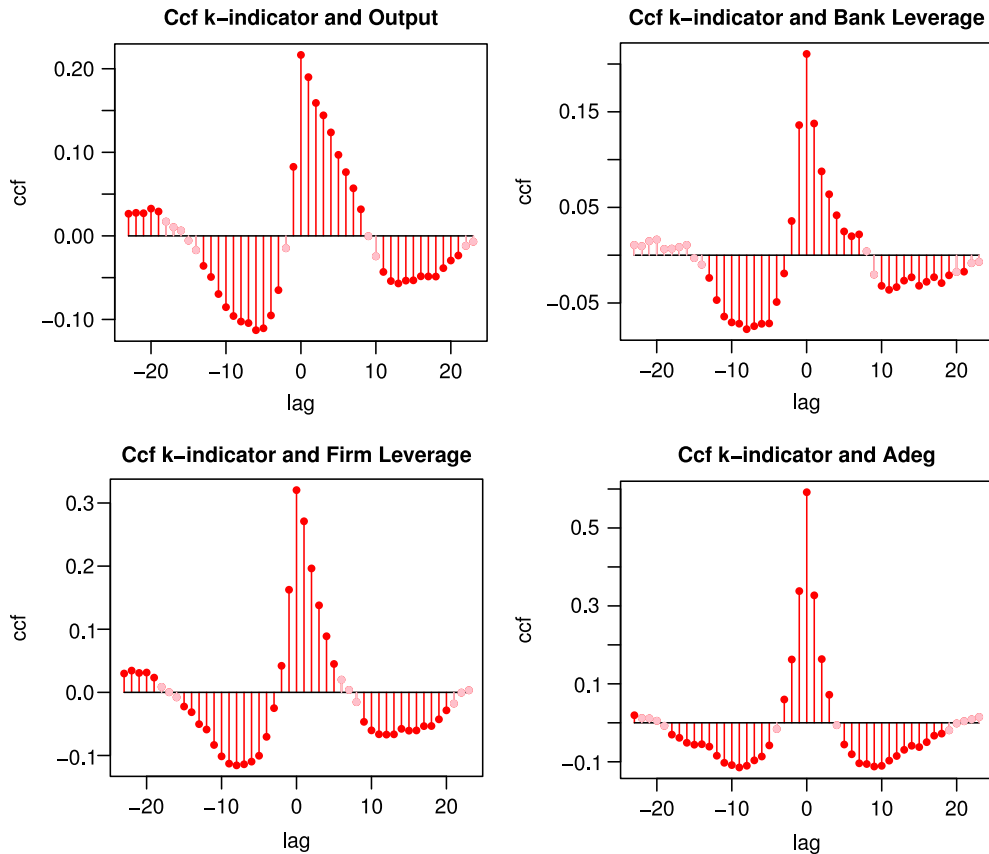 Ccf k−indicator and Output
ccf
0.20
0.10
0.00
−0.10
−20 −10 0 10 20
lag
Ccf k−indicator and Bank Leverage
ccf
0.15
0.05
−0.05
−20 −10 0 10 20
lag
Ccf k−indicator and Firm Leverage
ccf
0.3
0.2
0.1
0.0
−0.1
−20 −10 0 10 20
lag
Ccf k−indicator and Adeg
ccf
0.5
0.3
0.1
−0.1
−20 −10 0 10 20
lag